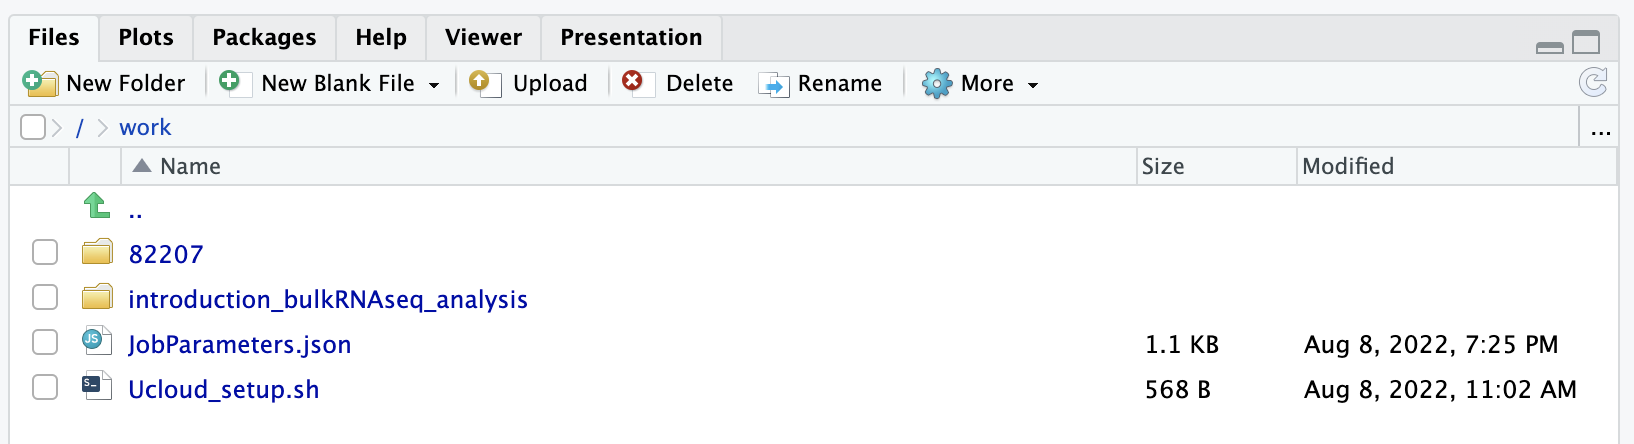 Files Plots Packages Help Viewer Presentation
New Folder New Blank File Upload Delete Rename More
/ work ...
Name Size Modified
..
82207
introduction_bulkRNAseq_analysis
JobParameters.json 1.1 KB Aug 8, 2022, 7:25 PM
Ucloud_setup.sh 568 B Aug 8, 2022, 11:02 AM